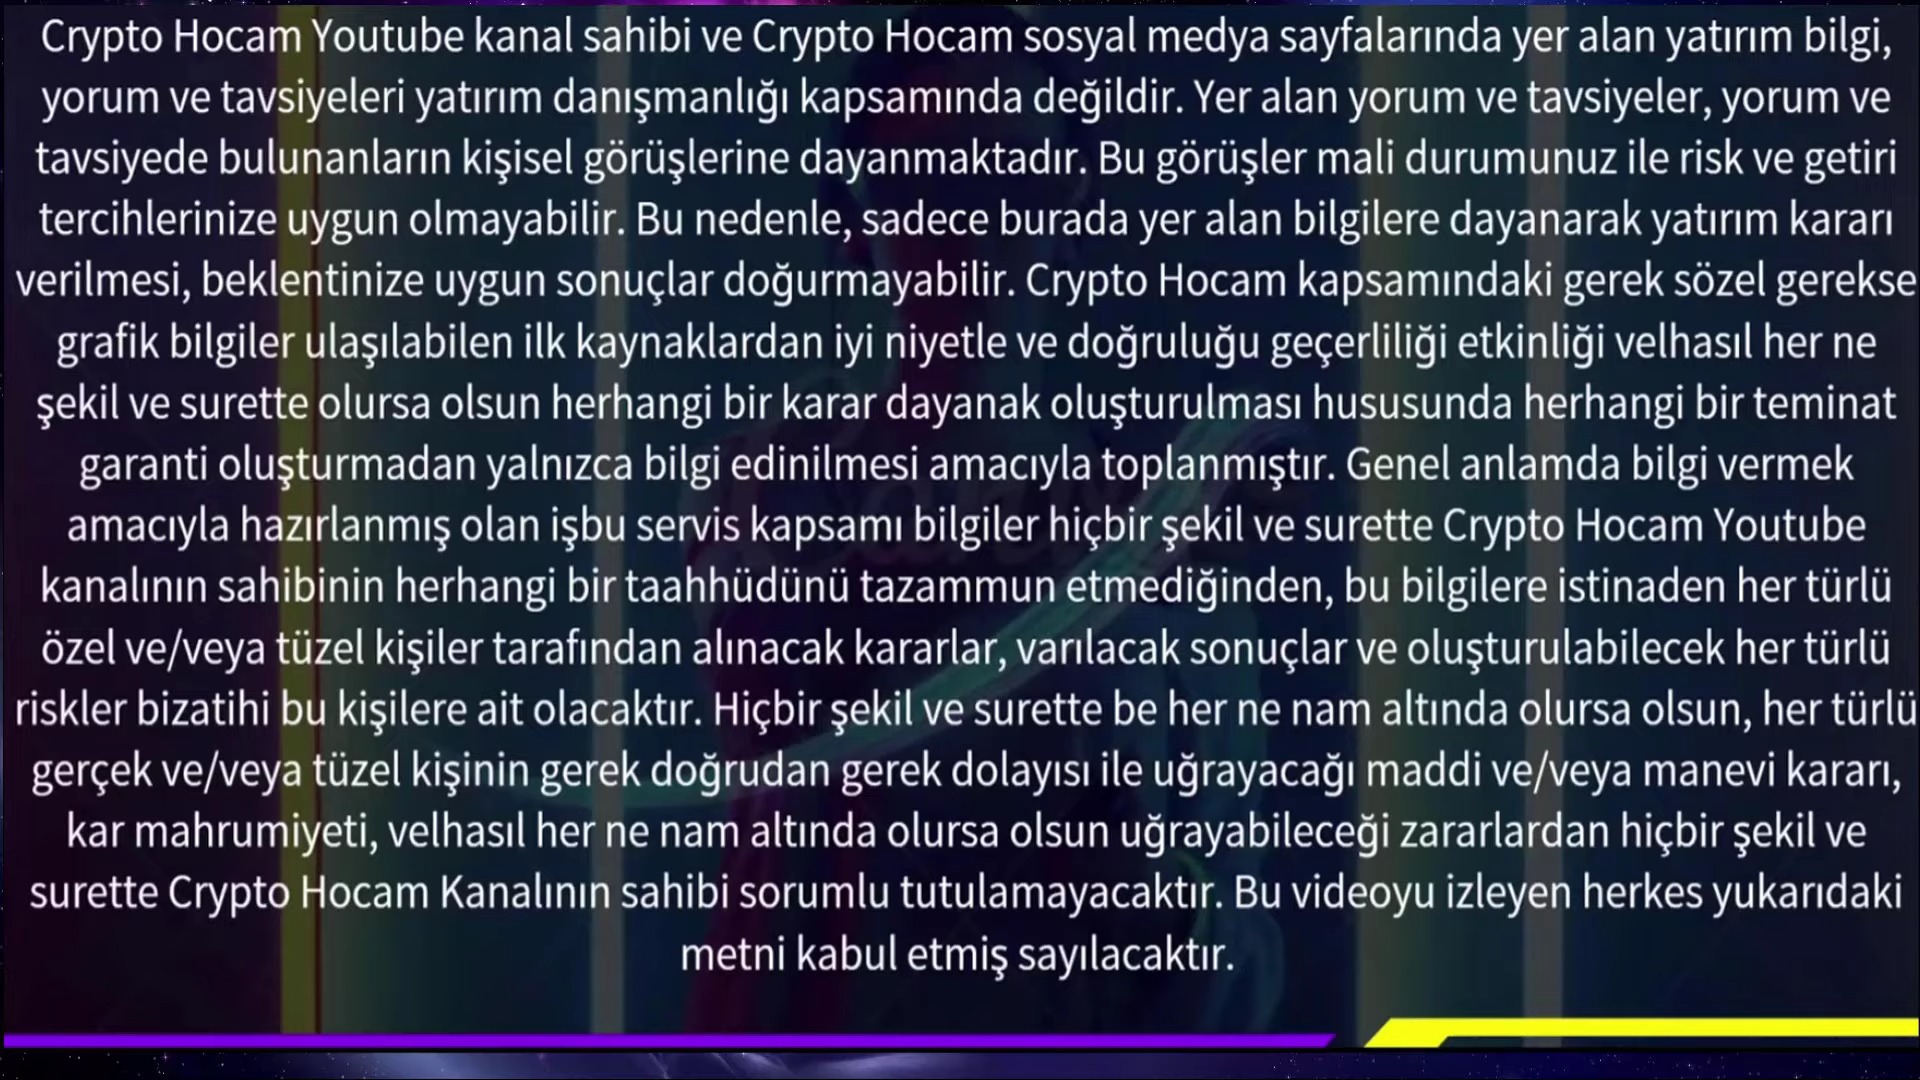 Crypto Hocam Youtube kanal sahibi ve Crypto Hocam sosyal medya sayfalarında yer alan yatırım bilgi,
yorum ve tavsiyeleri yatırım danışmanlığı kapsamında değildir. Yer alan yorum ve tavsiyeler, yorum ve
tavsiyede bulunanların kişisel görüşlerine dayanmaktadır. Bu görüşler mali durumunuz ile risk ve getiri
tercihlerinize uygun olmayabilir. Bu nedenle, sadece burada yer alan bilgilere dayanarak yatırım kararı
verilmesi, beklentinize uygun sonuçlar doğurmayabilir. Crypto Hocam kapsamındaki gerek sözel gerekse
grafik bilgiler ulaşılabilen ilk kaynaklardan iyi niyetle ve doğruluğu geçerliliği etkinliği velhasıl her ne
şekil ve surette olursa olsun herhangi bir karar dayanak oluşturulması hususunda herhangi bir teminat
garanti oluşturmadan yalnızca bilgi edinilmesi amacıyla toplanmıştır. Genel anlamda bilgi vermek
amacıyla hazırlanmış olan işbu servis kapsamı bilgiler hiçbir şekil ve surette Crypto Hocam Youtube
kanalının sahibinin herhangi bir taahhüdünü tazammun etmediğinden, bu bilgilere istinaden her türlü
özel ve/veya tüzel kişiler tarafından alınacak kararlar, varılacak sonuçlar ve oluşturulabilecek her türlü
riskler bizatihi bu kişilere ait olacaktır. Hiçbir şekil ve surette be her ne nam altında olursa olsun, her türlü
gerçek ve/veya tüzel kişinin gerek doğrudan gerek dolayısı ile uğrayacağı maddi ve/veya manevi kararı,
kar mahrumiyeti, velhasıl her ne nam altında olursa olsun uğrayabileceği zararlardan hiçbir şekil ve
surette Crypto Hocam Kanalının sahibi sorumlu tutulamayacaktır. Bu videoyu izleyen herkes yukarıdaki
metni kabul etmiş sayılacaktır.